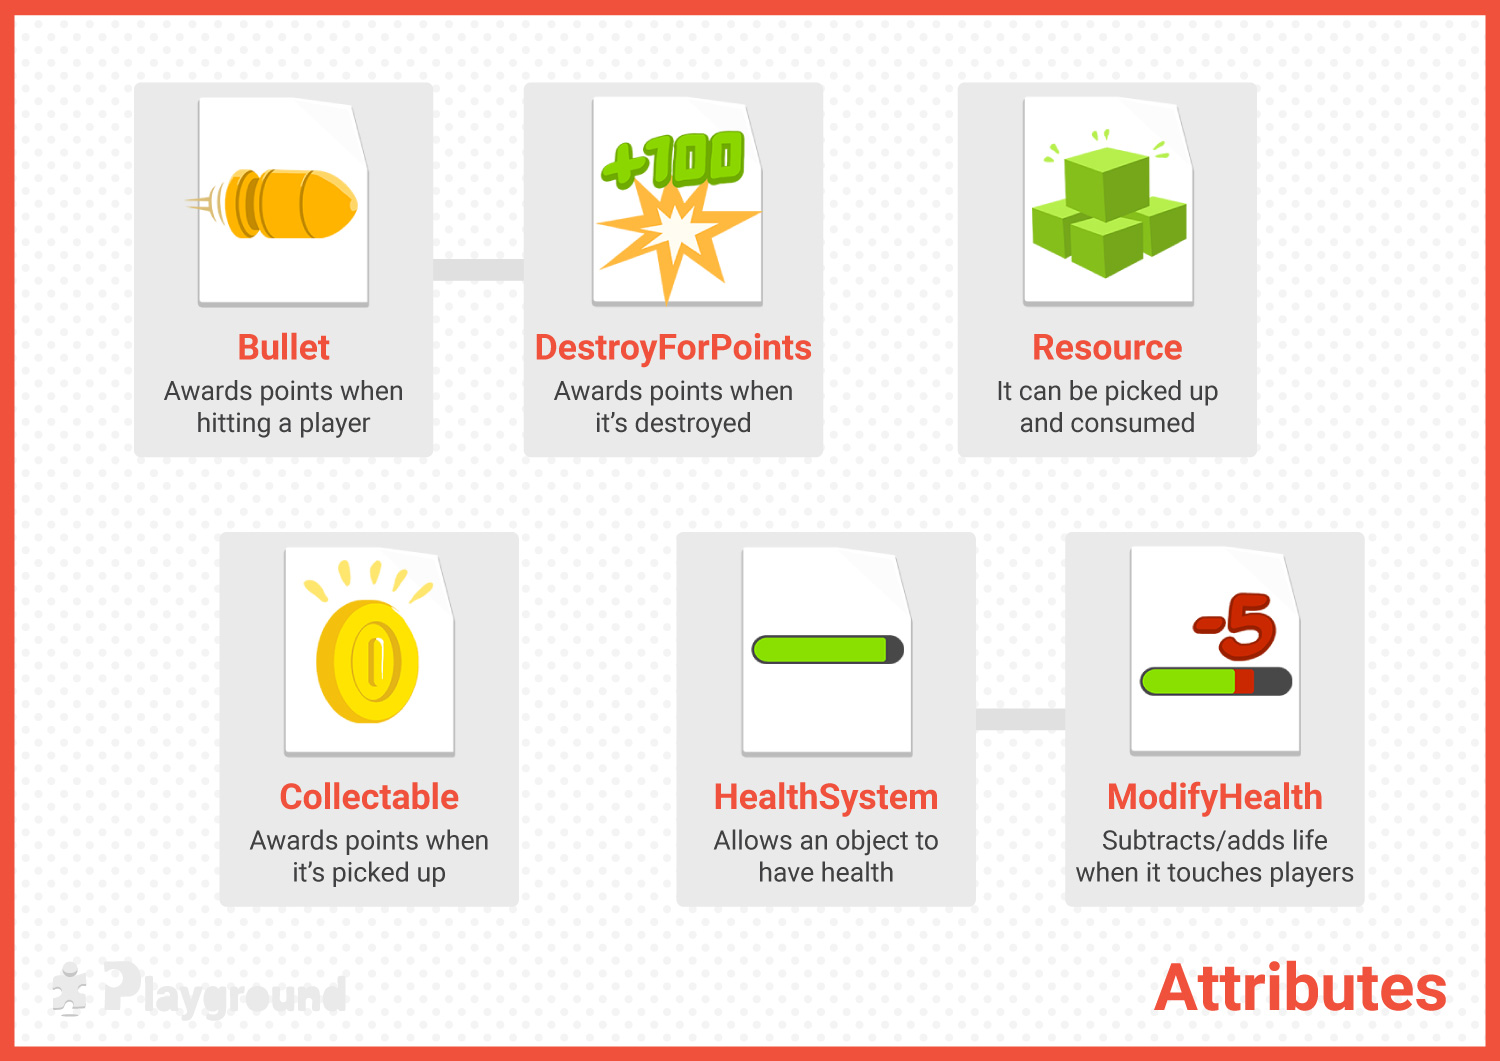 +100
Bullet
Awards points when
hitting a player
DestroyForPoints
Awards points when
it's destroyed
Resource
It can be picked up
and consumed
Collectable
Awards points when
it's picked up
HealthSystem
Allows an object to
have health
-5
ModifyHealth
Subtracts/adds life
when it touches players
Playground
Attributes